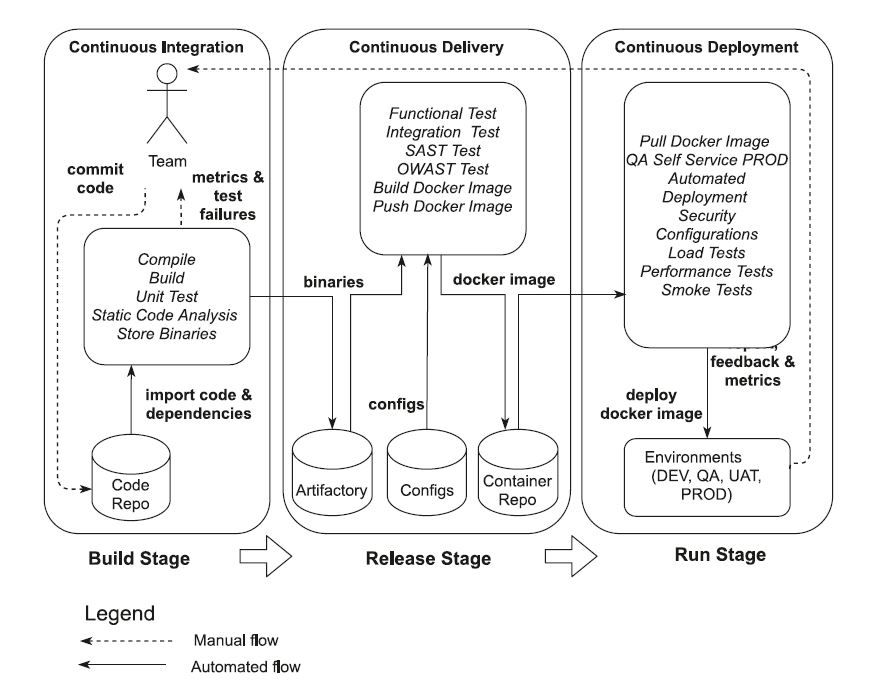 Continuous Integration
Team
commit
code
metrics &
test
failures
Compile
Build
Unit Test
Static Code Analysis
Store Binaries
import code &
dependencies
Code
Repo
Build Stage
Continuous Delivery
Functional Test
Integration Test
SAST Test
OWAST Test
Build Docker Image
Push Docker Image
binaries
docker image
configs
Artifactory
Configs
Container
Repo
Release Stage
Continuous Deployment
Pull Docker Image
QA Self Service PROD
Automated
Deployment
Security
Configurations
Load Tests
Performance Tests
Smoke Tests
feedback &
metrics
deploy
docker image
Environments
(DEV, QA, UAT,
PROD)
Run Stage
Legend
Manual flow
Automated flow